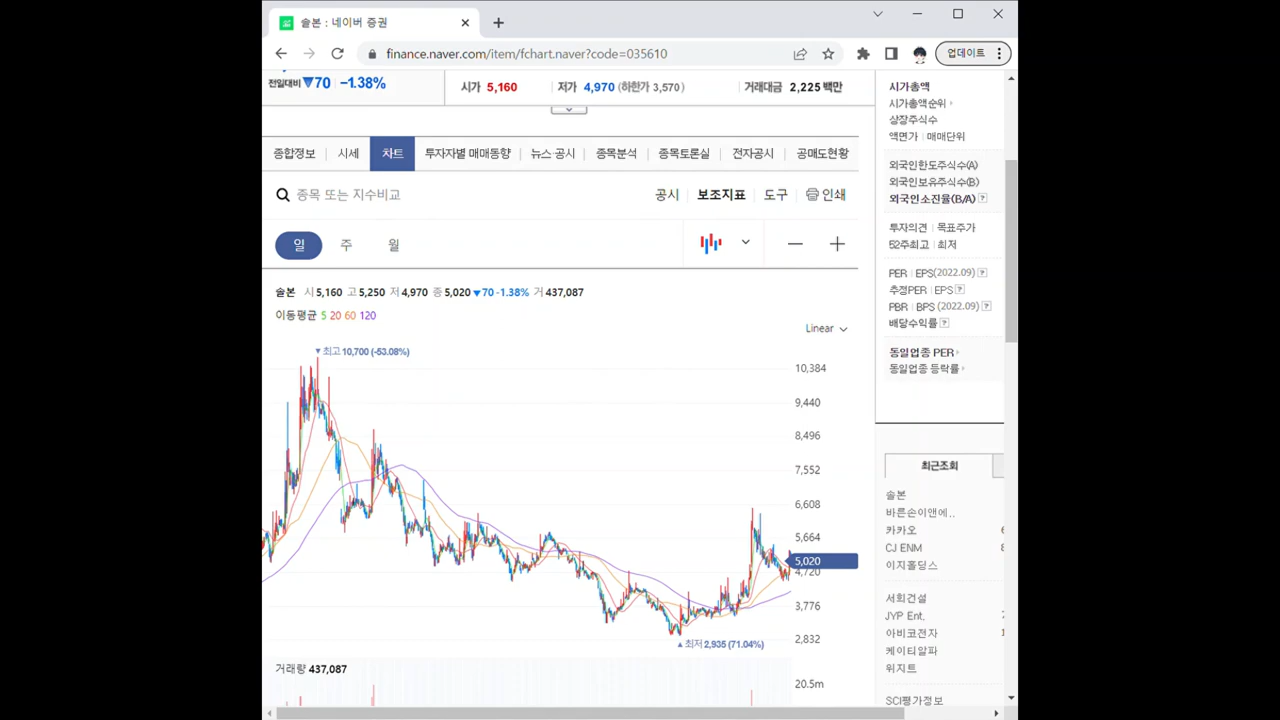 솔본 : 네이버 증권
finance.naver.com/item/fchart.naver?code=035610
업데이트
전일대비 ▼70 -1.38%
시가 5,160 저가 4,970 (하한가 3,570) 거래대금 2,225 백만
종합정보 시세 차트 투자자별 매매동향 뉴스·공시 종목분석 종목토론실 전자공시 공매도현황
종목 또는 지수비교 공시 보조지표 도구 인쇄
일 주 월
솔본 시 5,160 고 5,250 저 4,970 종 5,020 ▼70 -1.38% 거 437,087
이동평균 5 20 60 120
Linear
▼최고 10,700 (-53.08%)
10,384
9,440
8,496
7,552
6,608
5,664
5,020
4,720
3,776
2,832
▲최저 2,935 (71.04%)
거래량 437,087
20.5m
시가총액
시가총액순위
상장주식수
액면가 | 매매단위
외국인한도주식수(A)
외국인보유주식수(B)
외국인소진율(B/A) ?
투자의견 | 목표주가
52주최고 | 최저
PER | EPS(2022.09) ?
추정PER | EPS ?
PBR | BPS (2022.09) ?
배당수익률 ?
동일업종 PER
동일업종 등락률
최근조회
솔본
바른손이앤에..
카카오 6
CJ ENM 8
이지홀딩스
서희건설
JYP Ent. 7
아비코전자 1
케이티알파
위지트
SCI평가정보